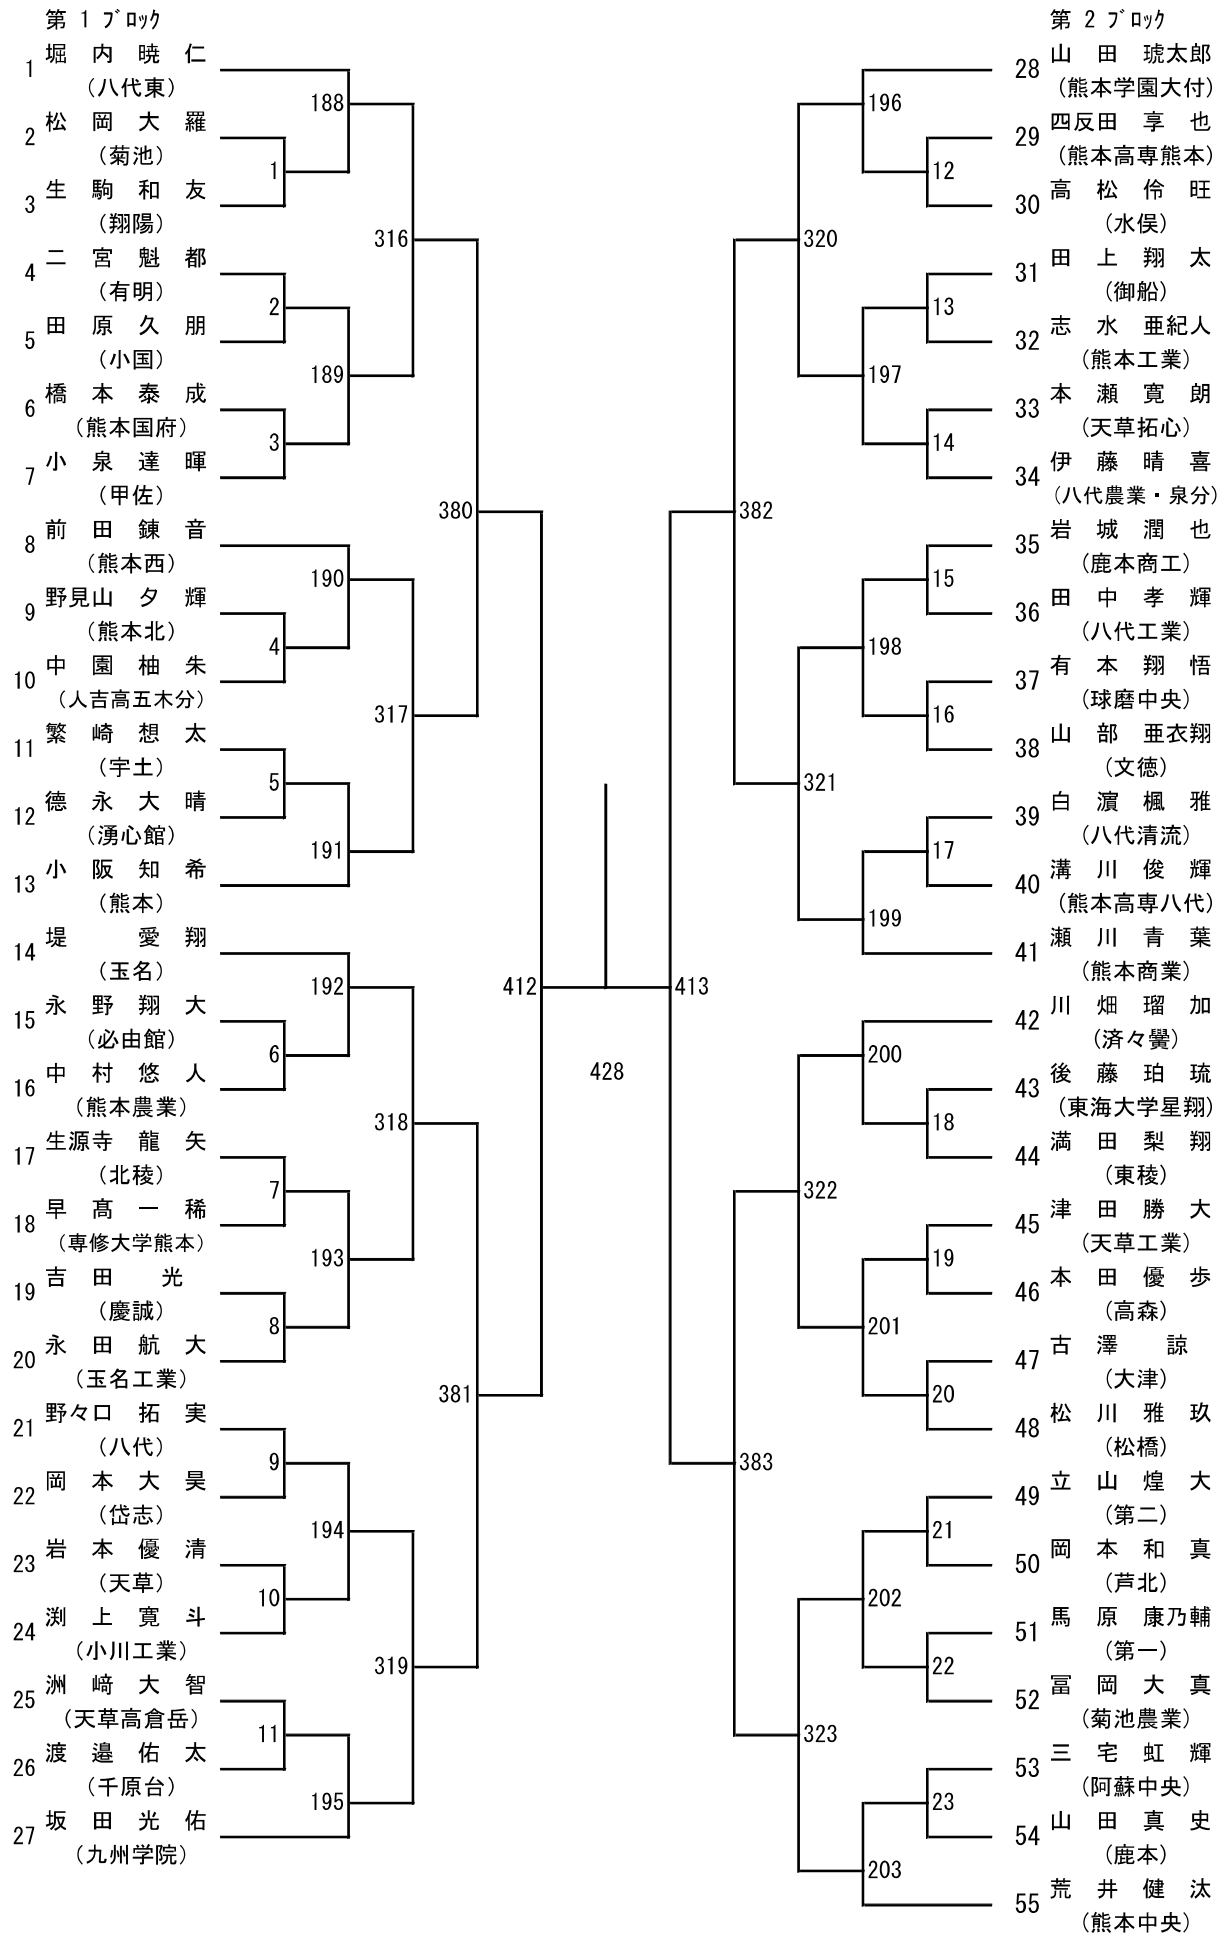 第 1 ブロック
1 堀 内 暁 仁
(八代東)
2 松 岡 大 羅
(菊池)
3 生 駒 和 友
(翔陽)
4 二 宮 魁 都
(有明)
5 田 原 久 朋
(小国)
6 橋 本 泰 成
(熊本国府)
7 小 泉 達 暉
(甲佐)
8 前 田 錬 音
(熊本西)
9 野見山 夕 輝
(熊本北)
10 中 園 柚 朱
(人吉高五木分)
11 繁 崎 想 太
(宇土)
12 德 永 大 晴
(湧心館)
13 小 阪 知 希
(熊本)
14 堤 愛 翔
(玉名)
15 永 野 翔 大
(必由館)
16 中 村 悠 人
(熊本農業)
17 生源寺 龍 矢
(北稜)
18 早 髙 一 稀
(専修大学熊本)
19 吉 田 光
(慶誠)
20 永 田 航 大
(玉名工業)
21 野々口 拓 実
(八代)
22 岡 本 大 昊
(岱志)
23 岩 本 優 清
(天草)
24 渕 上 寛 斗
(小川工業)
25 洲 﨑 大 智
(天草高倉岳)
26 渡 邉 佑 太
(千原台)
27 坂 田 光 佑
(九州学院)
1
2
3
4
5
6
7
8
9
10
11
188
189
190
191
192
193
194
195
316
317
318
319
380
381
412
428
413
382
383
320
321
322
323
196
197
198
199
200
201
202
203
12
13
14
15
16
17
18
19
20
21
22
23
第 2 ブロック
28 山 田 琥太郎
(熊本学園大付)
29 四反田 享 也
(熊本高専熊本)
30 高 松 伶 旺
(水俣)
31 田 上 翔 太
(御船)
32 志 水 亜紀人
(熊本工業)
33 本 瀬 寛 朗
(天草拓心)
34 伊 藤 晴 喜
(八代農業・泉分)
35 岩 城 潤 也
(鹿本商工)
36 田 中 孝 輝
(八代工業)
37 有 本 翔 悟
(球磨中央)
38 山 部 亜衣翔
(文徳)
39 白 濵 楓 雅
(八代清流)
40 溝 川 俊 輝
(熊本高専八代)
41 瀬 川 青 葉
(熊本商業)
42 川 畑 瑠 加
(済々黌)
43 後 藤 珀 琉
(東海大学星翔)
44 満 田 梨 翔
(東稜)
45 津 田 勝 大
(天草工業)
46 本 田 優 歩
(高森)
47 古 澤 諒
(大津)
48 松 川 雅 玖
(松橋)
49 立 山 煌 大
(第二)
50 岡 本 和 真
(芦北)
51 馬 原 康乃輔
(第一)
52 冨 岡 大 真
(菊池農業)
53 三 宅 虹 輝
(阿蘇中央)
54 山 田 真 史
(鹿本)
55 荒 井 健 汰
(熊本中央)